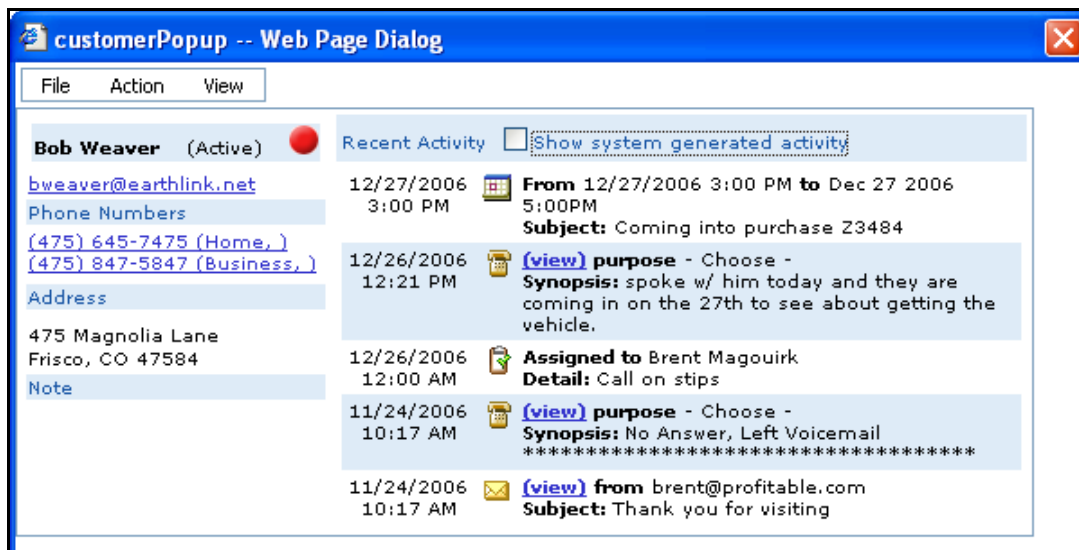 customerPopup -- Web Page Dialog
File Action View
Bob Weaver (Active)
bweaver@earthlink.net
Phone Numbers
(475) 645-7475 (Home, )
(475) 847-5847 (Business, )
Address
475 Magnolia Lane
Frisco, CO 47584
Note
Recent Activity Show system generated activity
12/27/2006 From 12/27/2006 3:00 PM to Dec 27 2006
3:00 PM 5:00PM
Subject: Coming into purchase Z3484
12/26/2006 (view) purpose - Choose -
12:21 PM Synopsis: spoke w/ him today and they are
coming in on the 27th to see about getting the
vehicle.
12/26/2006 Assigned to Brent Magouirk
12:00 AM Detail: Call on stips
11/24/2006 (view) purpose - Choose -
10:17 AM Synopsis: No Answer, Left Voicemail
*************************************
11/24/2006 (view) from brent@profitable.com
10:17 AM Subject: Thank you for visiting